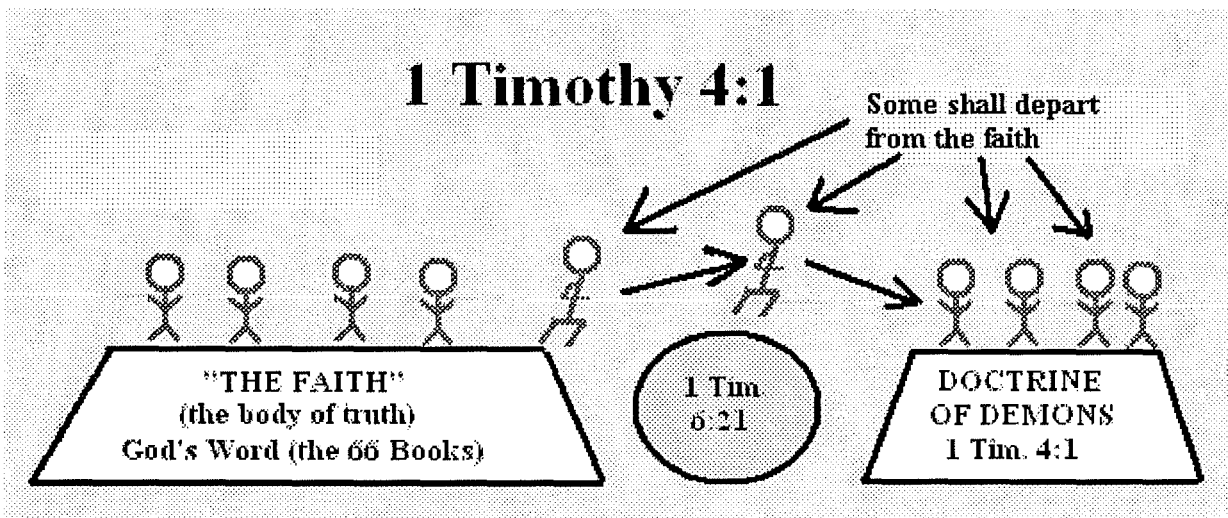 1 Timothy 4:1
Some shall depart
from the faith
"THE FAITH"
(the body of truth)
God's Word (the 66 Books)
1 Tim
6:21
DOCTRINE
OF DEMONS
1 Tim. 4:1